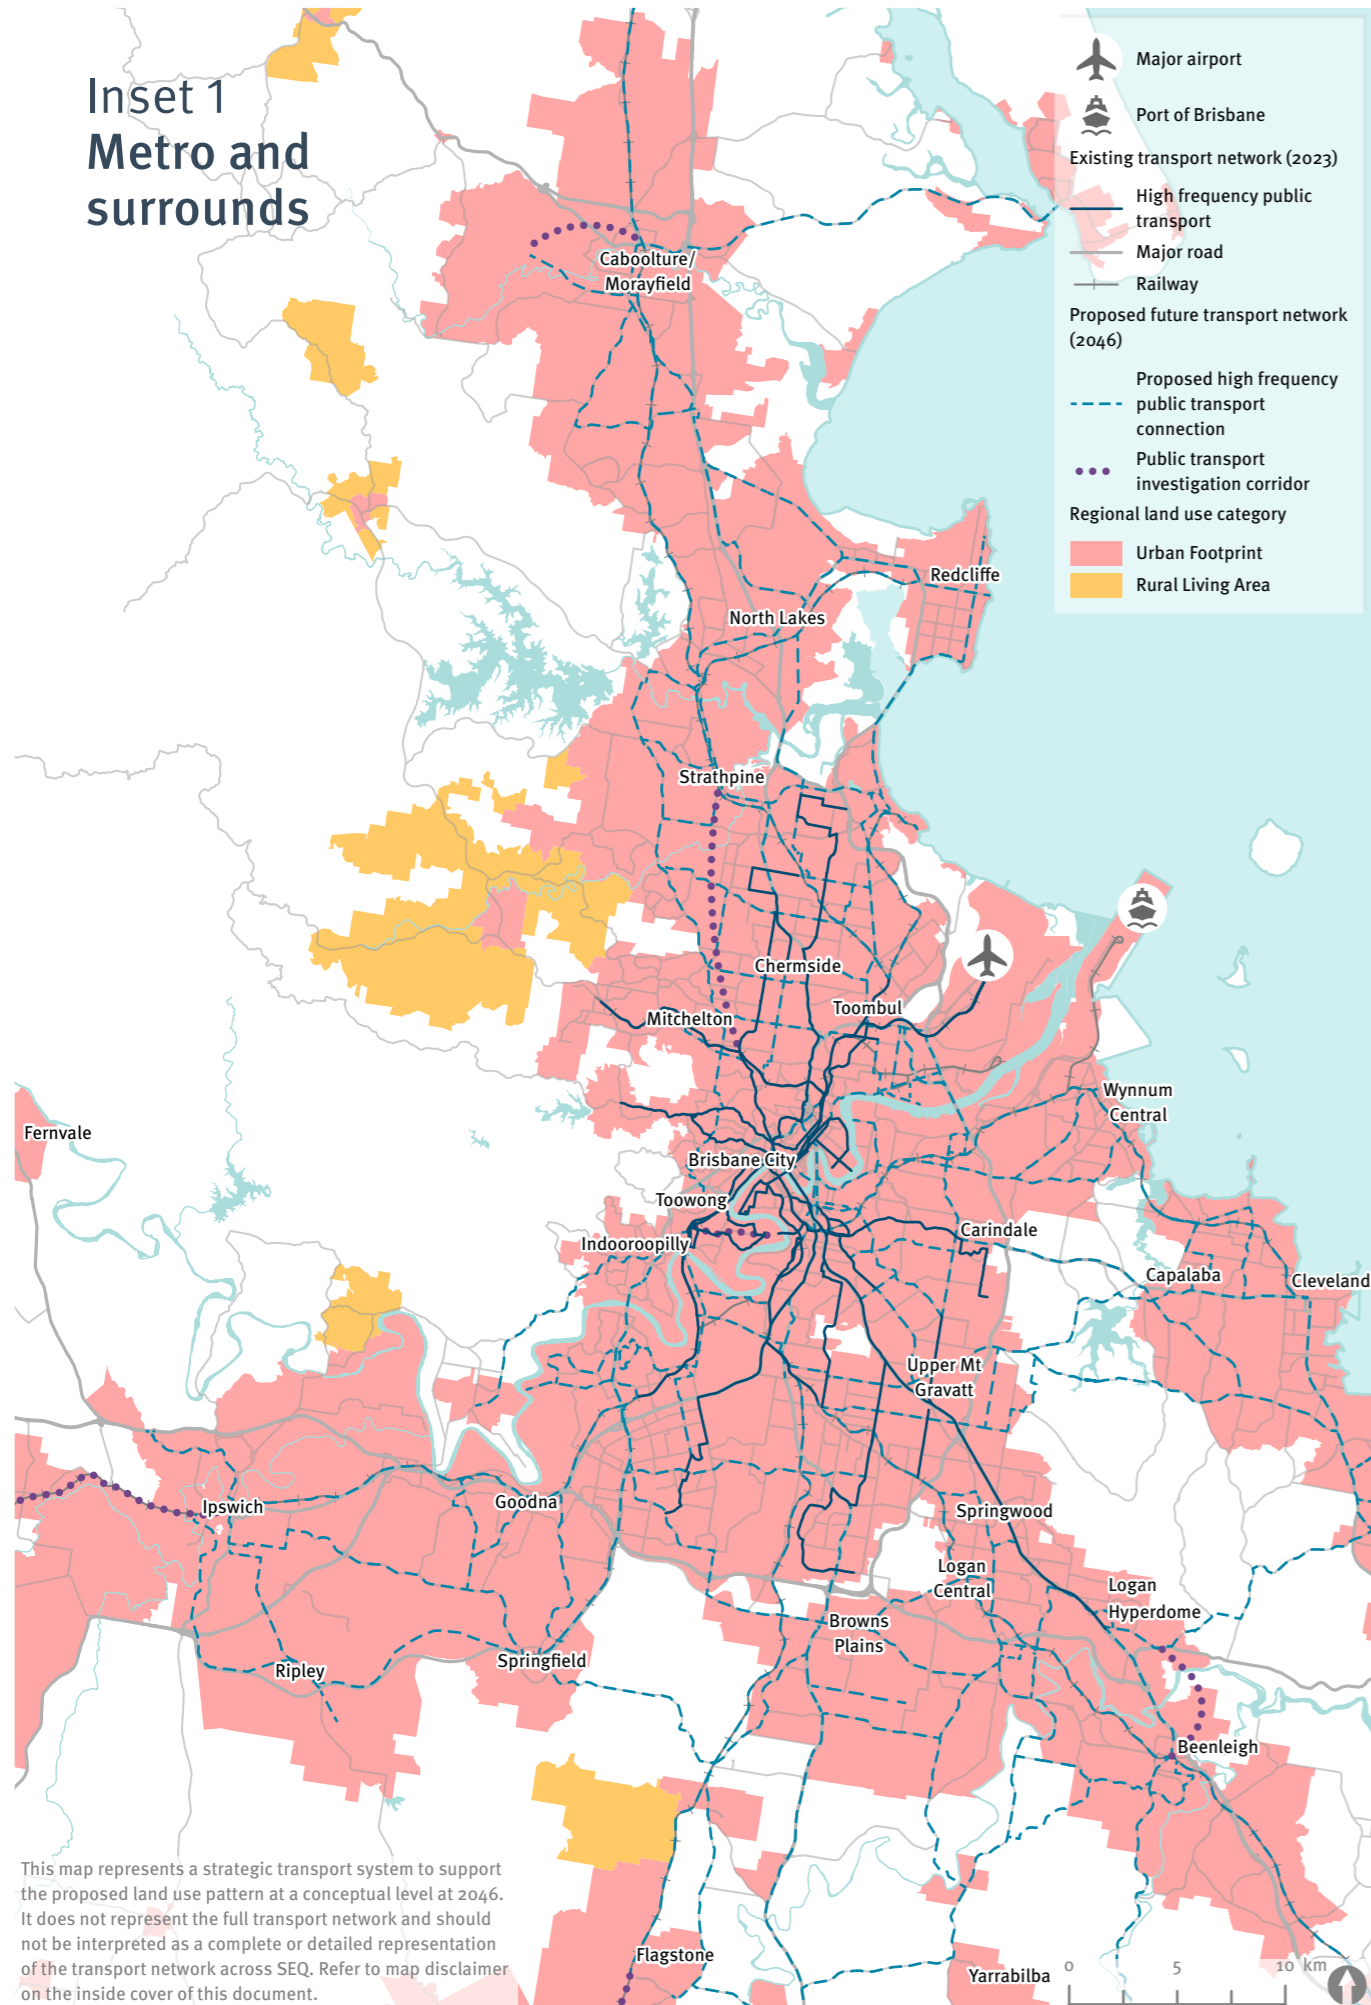 Inset 1
Metro and
surrounds
Major airport
Port of Brisbane
Existing transport network (2023)
High frequency public
transport
Major road
Railway
Proposed future transport network
(2046)
Proposed high frequency
public transport
connection
Public transport
investigation corridor
Regional land use category
Urban Footprint
Rural Living Area
Caboolture/
Morayfield
Redcliffe
North Lakes
Strathpine
Chermside
Mitchelton
Toombul
Wynnum
Central
Fernvale
Brisbane City
Toowong
Indooroopilly
Carindale
Capalaba
Cleveland
Upper Mt
Gravatt
Ipswich
Goodna
Springwood
Logan
Central
Logan
Hyperdome
Browns
Plains
Ripley
Springfield
Beenleigh
Flagstone
Yarrabilba
This map represents a strategic transport system to support
the proposed land use pattern at a conceptual level at 2046.
It does not represent the full transport network and should
not be interpreted as a complete or detailed representation
of the transport network across SEQ. Refer to map disclaimer
on the inside cover of this document.
0 5 10 km